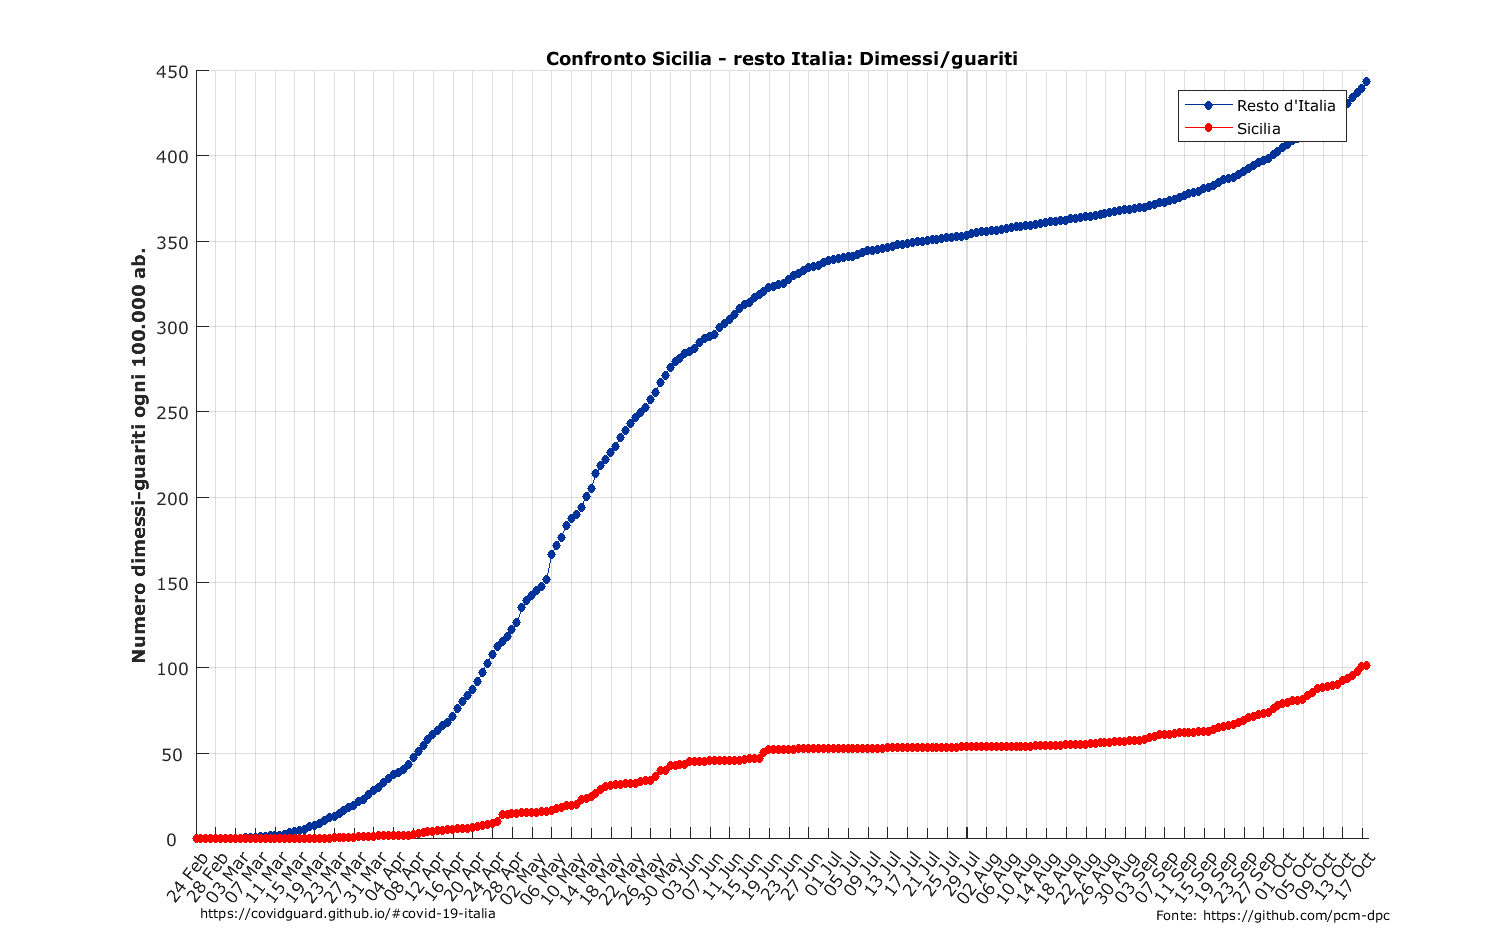 Confronto Sicilia - resto Italia: Dimessi/guariti
Numero dimessi-guariti ogni 100.000 ab.
450
400
350
300
250
200
150
100
50
0
Resto d'Italia
Sicilia
24 Feb
28 Feb
03 Mar
07 Mar
11 Mar
15 Mar
19 Mar
23 Mar
27 Mar
31 Mar
04 Apr
08 Apr
12 Apr
16 Apr
20 Apr
24 Apr
28 Apr
02 May
06 May
10 May
14 May
18 May
22 May
26 May
30 May
03 Jun
07 Jun
11 Jun
15 Jun
19 Jun
23 Jun
27 Jun
01 Jul
05 Jul
09 Jul
13 Jul
17 Jul
21 Jul
25 Jul
29 Jul
02 Aug
06 Aug
10 Aug
14 Aug
18 Aug
22 Aug
26 Aug
30 Aug
03 Sep
07 Sep
11 Sep
15 Sep
19 Sep
23 Sep
27 Sep
01 Oct
05 Oct
09 Oct
13 Oct
17 Oct
https://covidguard.github.io/#covid-19-italia
Fonte: https://github.com/pcm-dpc